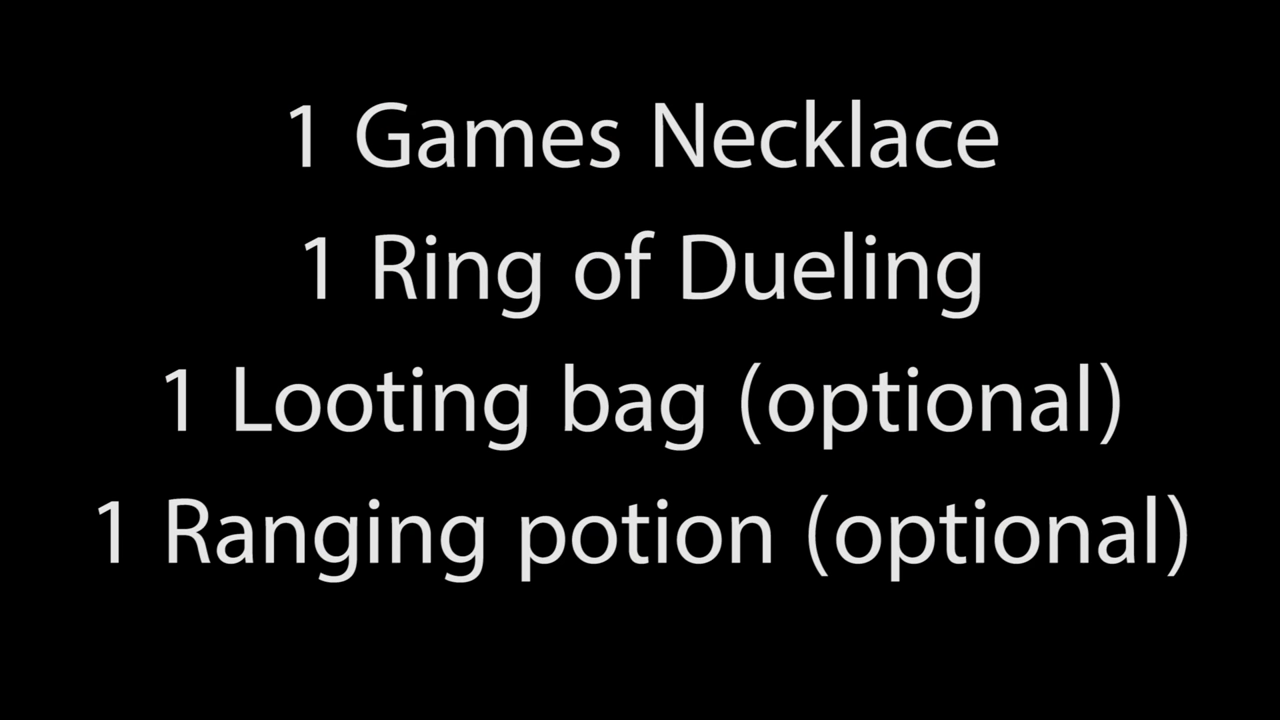 1 Games Necklace
1 Ring of Dueling
1 Looting bag (optional)
1 Ranging potion (optional)